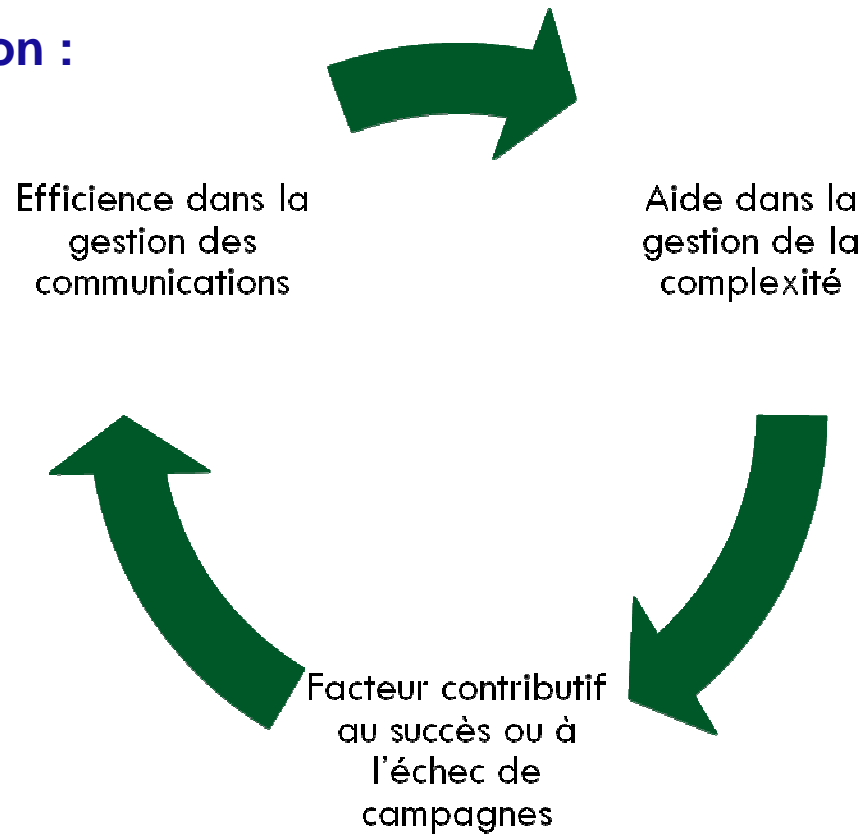 on :
Efficience dans la
gestion des
communications
Aide dans la
gestion de la
complexité
Facteur contributif
au succès ou à
l'échec de
campagnes